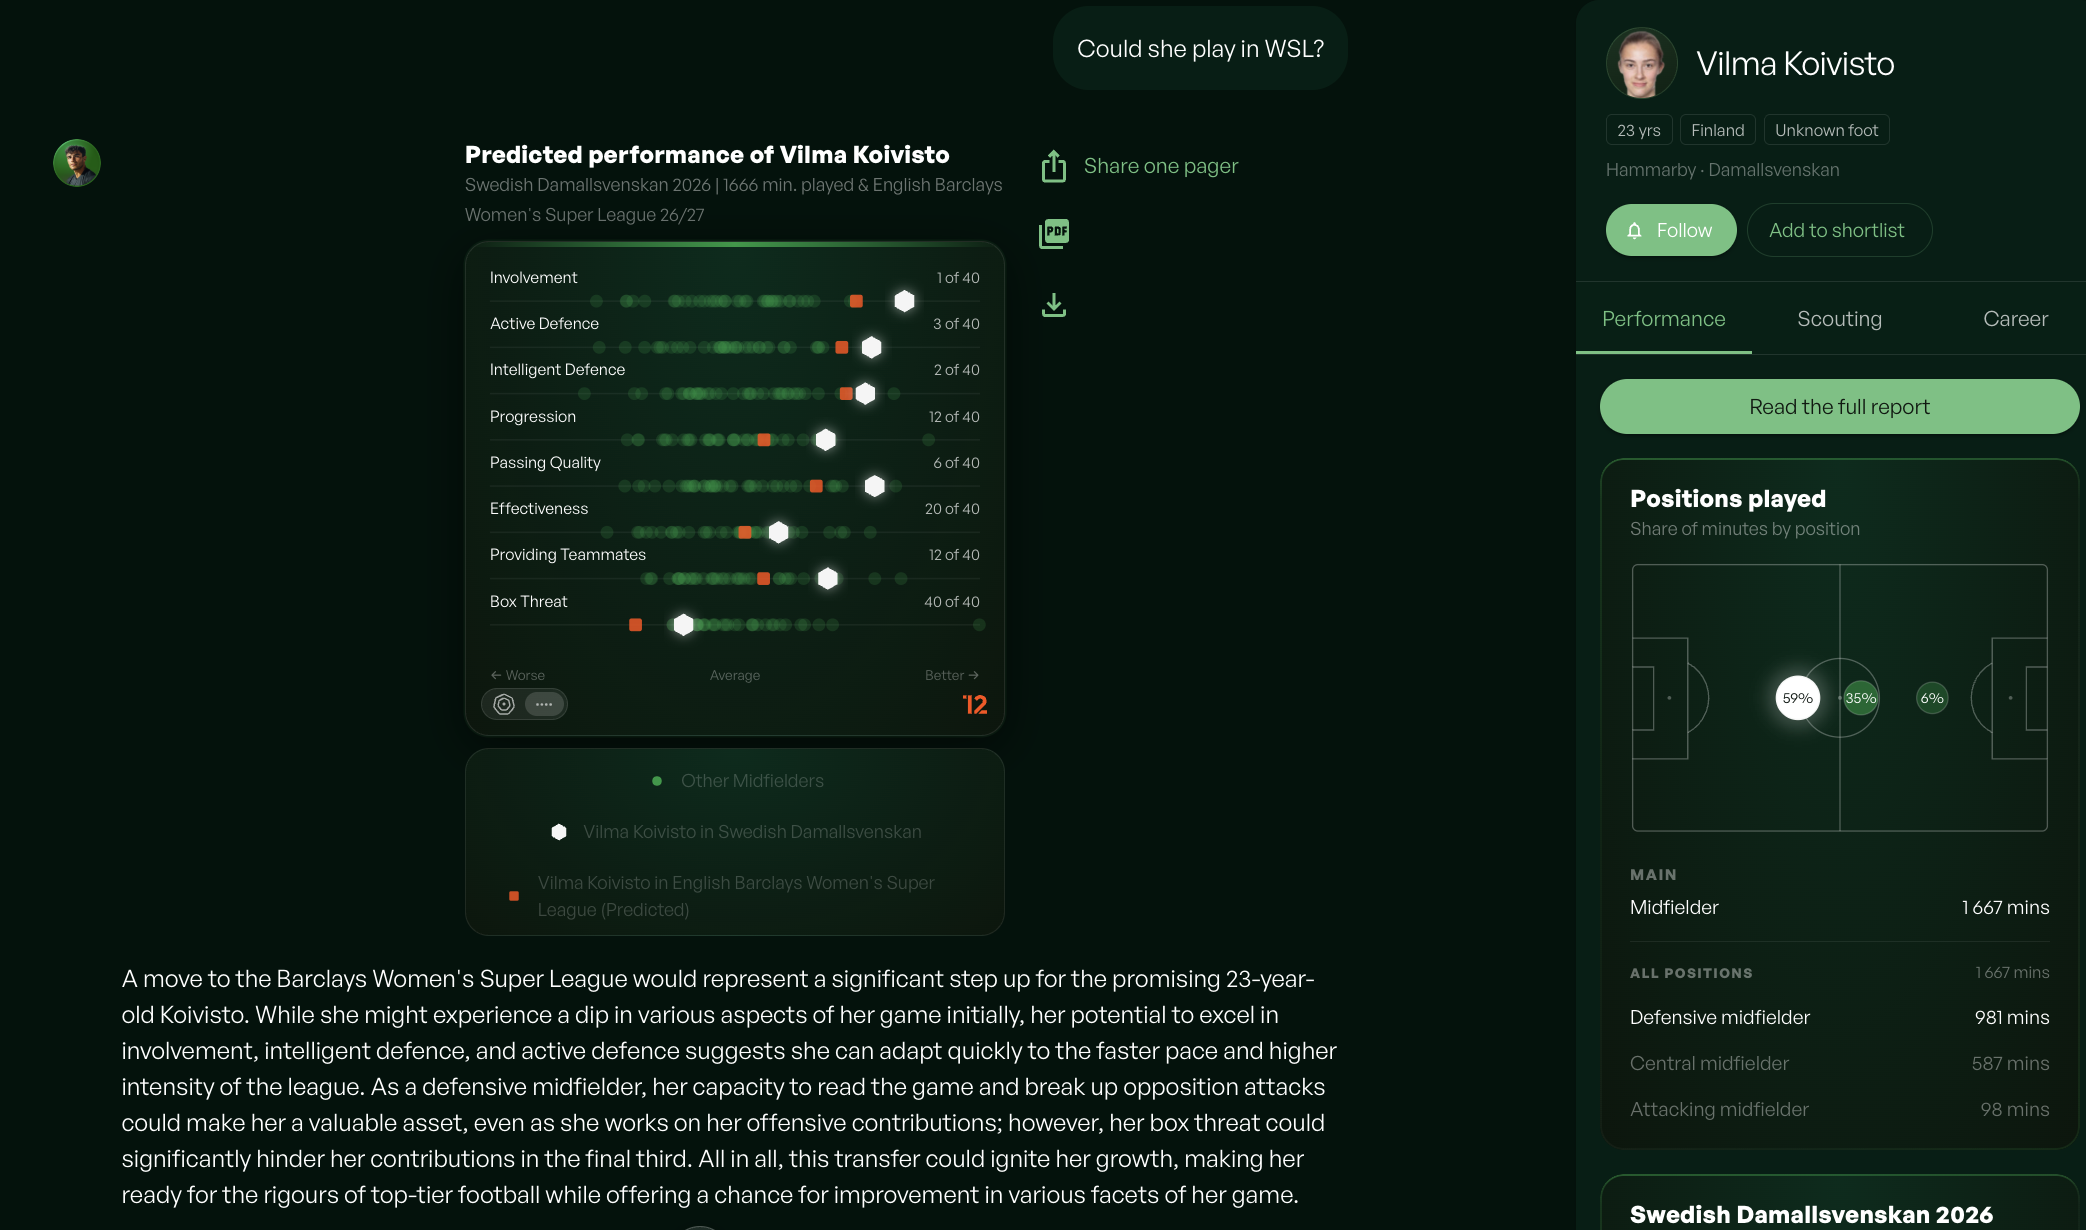 Could she play in WSL?
Predicted performance of Vilma Koivisto
Swedish Damallsvenskan 2026 | 1666 min. played & English Barclays
Women's Super League 26/27
Share one pager
PDF
Involvement
1 of 40
Active Defence
3 of 40
Intelligent Defence
2 of 40
Progression
12 of 40
Passing Quality
6 of 40
Effectiveness
20 of 40
Providing Teammates
12 of 40
Box Threat
40 of 40
← Worse
Average
Better →
'12
Other Midfielders
Vilma Koivisto in Swedish Damallsvenskan
Vilma Koivisto in English Barclays Women's Super
League (Predicted)
A move to the Barclays Women's Super League would represent a significant step up for the promising 23-year-
old Koivisto. While she might experience a dip in various aspects of her game initially, her potential to excel in
involvement, intelligent defence, and active defence suggests she can adapt quickly to the faster pace and higher
intensity of the league. As a defensive midfielder, her capacity to read the game and break up opposition attacks
could make her a valuable asset, even as she works on her offensive contributions; however, her box threat could
significantly hinder her contributions in the final third. All in all, this transfer could ignite her growth, making her
ready for the rigours of top-tier football while offering a chance for improvement in various facets of her game.
Vilma Koivisto
23 yrs
Finland
Unknown foot
Hammarby · Damallsvenskan
Follow
Add to shortlist
Performance
Scouting
Career
Read the full report
Positions played
Share of minutes by position
59%
35%
6%
MAIN
Midfielder
1 667 mins
ALL POSITIONS
1 667 mins
Defensive midfielder
981 mins
Central midfielder
587 mins
Attacking midfielder
98 mins
Swedish Damallsvenskan 2026